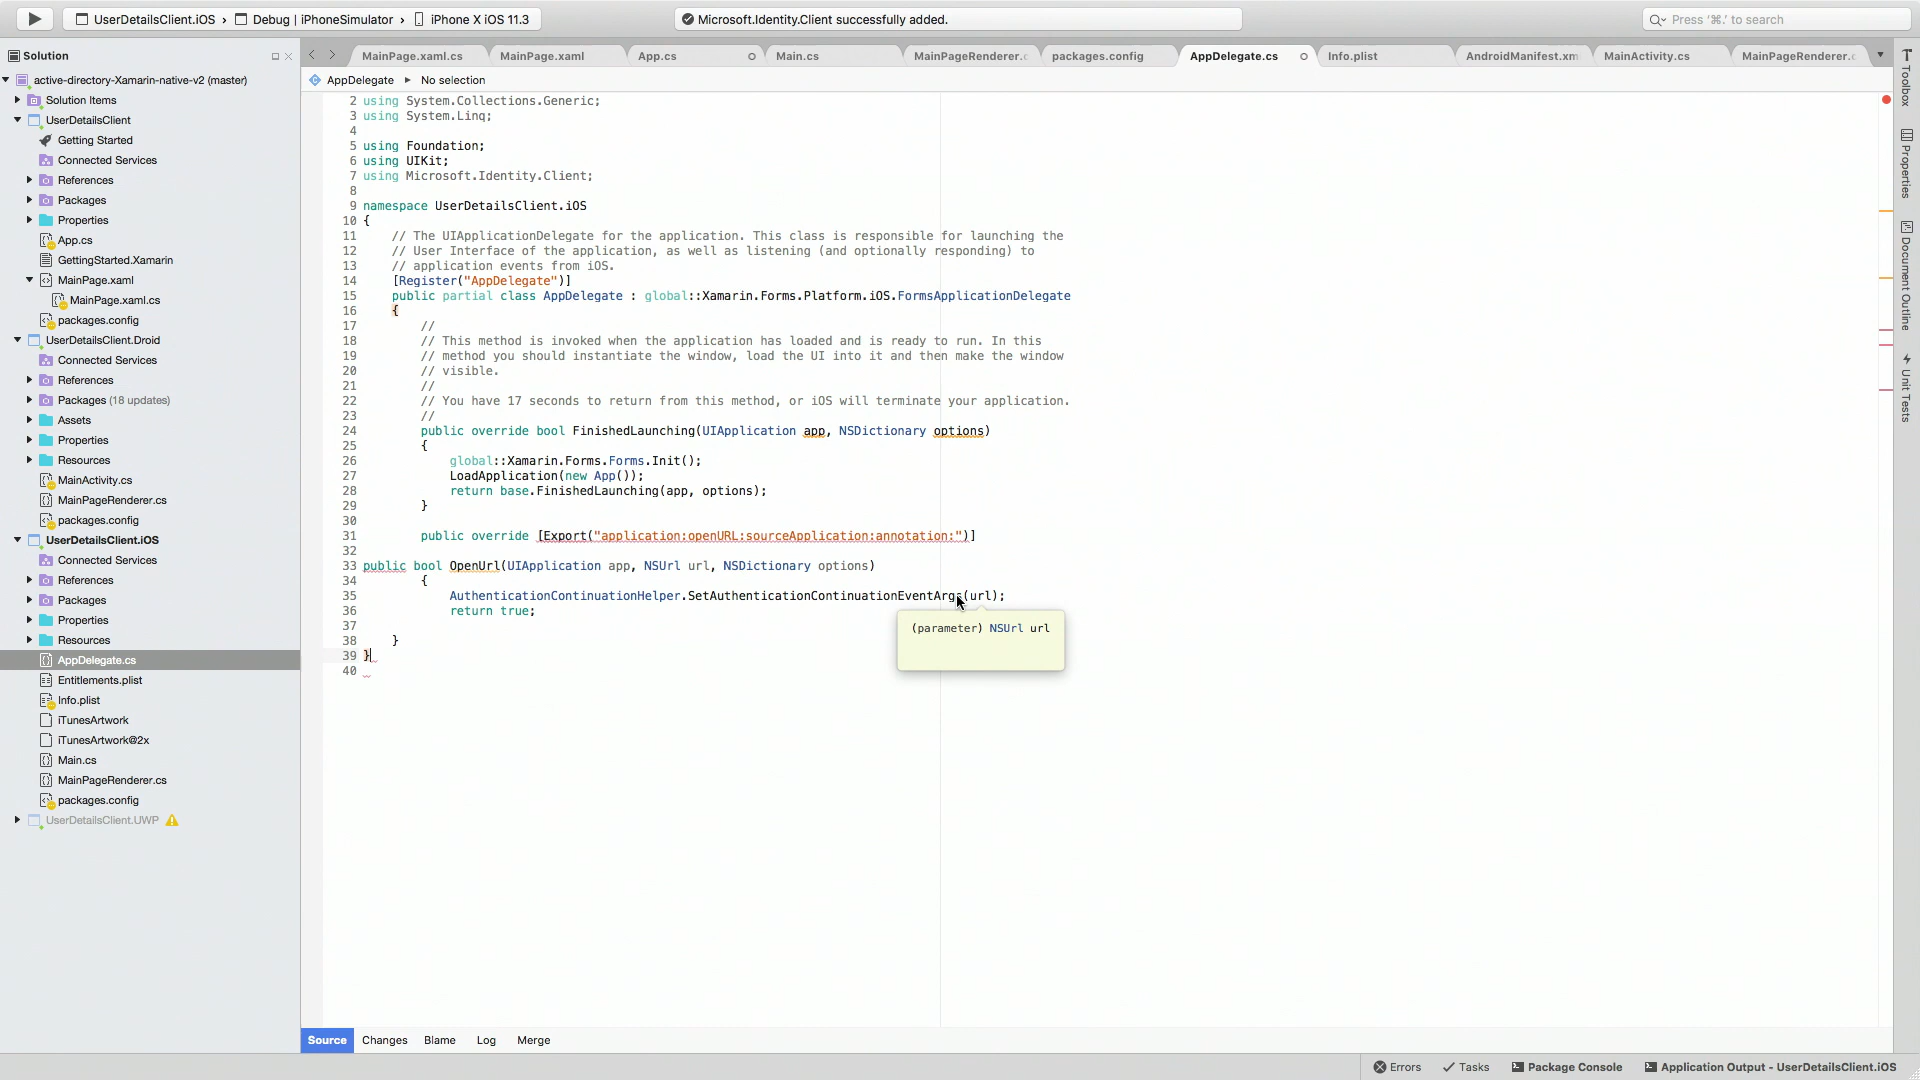 UserDetailsClient.iOS › Debug | iPhoneSimulator › iPhone X iOS 11.3
Microsoft.Identity.Client successfully added.
Press '⌘.' to search
Solution
active-directory-Xamarin-native-v2 (master)
Solution Items
UserDetailsClient
Getting Started
Connected Services
References
Packages
Properties
App.cs
GettingStarted.Xamarin
MainPage.xaml
MainPage.xaml.cs
packages.config
UserDetailsClient.Droid
Connected Services
References
Packages (18 updates)
Assets
Properties
Resources
MainActivity.cs
MainPageRenderer.cs
packages.config
UserDetailsClient.iOS
Connected Services
References
Packages
Properties
Resources
AppDelegate.cs
Entitlements.plist
Info.plist
iTunesArtwork
iTunesArtwork@2x
Main.cs
MainPageRenderer.cs
packages.config
UserDetailsClient.UWP
MainPage.xaml.cs MainPage.xaml App.cs Main.cs MainPageRenderer.c packages.config AppDelegate.cs Info.plist AndroidManifest.xm MainActivity.cs MainPageRenderer.c
AppDelegate ▸ No selection
2 using System.Collections.Generic;
3 using System.Linq;
4
5 using Foundation;
6 using UIKit;
7 using Microsoft.Identity.Client;
8
9 namespace UserDetailsClient.iOS
10 {
11 // The UIApplicationDelegate for the application. This class is responsible for launching the
12 // User Interface of the application, as well as listening (and optionally responding) to
13 // application events from iOS.
14 [Register("AppDelegate")]
15 public partial class AppDelegate : global::Xamarin.Forms.Platform.iOS.FormsApplicationDelegate
16 {
17 //
18 // This method is invoked when the application has loaded and is ready to run. In this
19 // method you should instantiate the window, load the UI into it and then make the window
20 // visible.
21 //
22 // You have 17 seconds to return from this method, or iOS will terminate your application.
23 //
24 public override bool FinishedLaunching(UIApplication app, NSDictionary options)
25 {
26 global::Xamarin.Forms.Forms.Init();
27 LoadApplication(new App());
28 return base.FinishedLaunching(app, options);
29 }
30
31 public override [Export("application:openURL:sourceApplication:annotation:")]
32
33 public bool OpenUrl(UIApplication app, NSUrl url, NSDictionary options)
34 {
35 AuthenticationContinuationHelper.SetAuthenticationContinuationEventArgs(url);
36 return true;
37
38 }
39 }
40
(parameter) NSUrl url
Toolbox
Properties
Document Outline
Unit Tests
Source Changes Blame Log Merge
Errors Tasks Package Console Application Output - UserDetailsClient.iOS